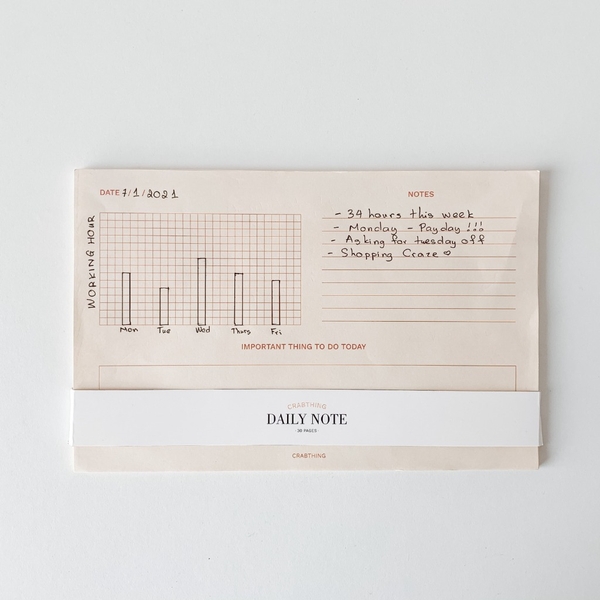 DATE 7/1/2021
NOTES
WORKING HOUR
- 34 hours this week
- Monday - Payday !!!
- Asking for tuesday off
- Shopping Craze ♡
Mon Tue Wed Thurs Fri
IMPORTANT THING TO DO TODAY
CRABTHING
DAILY NOTE
30 PAGES
CRABTHING